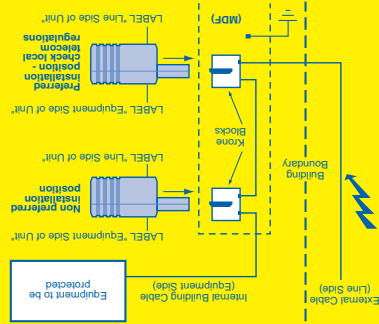 External Cable
(Line Side)
Internal Building Cable
(Equipment Side)
Equipment to be
protected
LABEL "Equipment Side of Unit"
Non preferred
installation
position
LABEL "Line Side of Unit"
Building
Boundary
Krone
Blocks
LABEL "Equipment Side of Unit"
Preferred
installation
position -
check local
telecom
regulations
LABEL "Line Side of Unit"
(MDF)